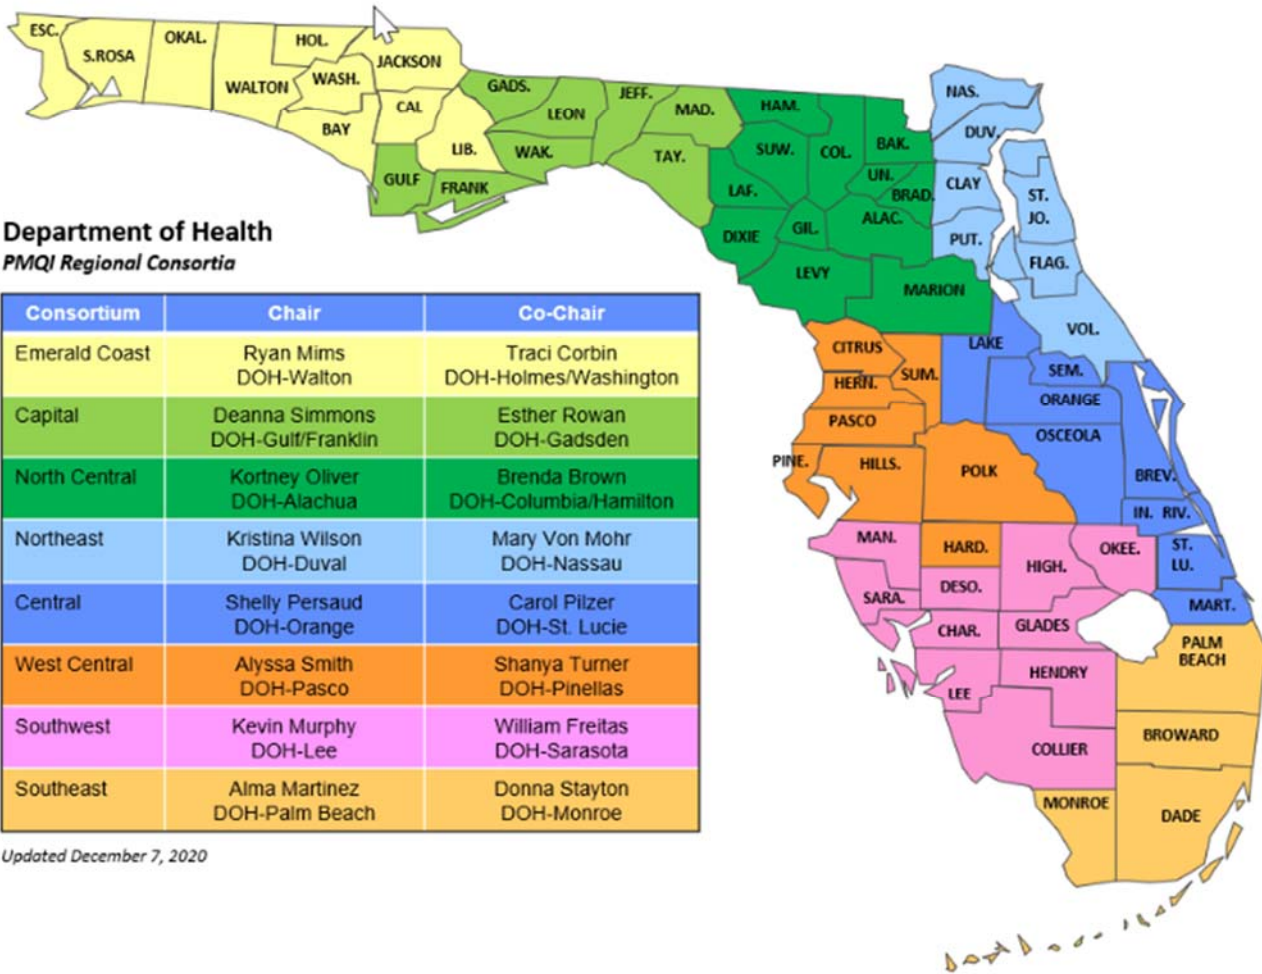 ESC.
S.ROSA
OKAL.
WALTON
HOL.
WASH.
JACKSON
BAY
CAL
LIB.
GULF
FRANK
GADS.
LEON
WAK.
JEFF.
MAD.
TAY.
HAM.
SUW.
COL.
BAK.
UN.
BRAD.
LAF.
DIXIE
GIL.
ALAC.
LEVY
MARION
NAS.
DUV.
CLAY
ST.
JO.
PUT.
FLAG.
VOL.
Department of Health
PMQI Regional Consortia
Consortium Chair Co-Chair
Emerald Coast Ryan Mims Traci Corbin
DOH-Walton DOH-Holmes/Washington
Capital Deanna Simmons Esther Rowan
DOH-Gulf/Franklin DOH-Gadsden
North Central Kortney Oliver Brenda Brown
DOH-Alachua DOH-Columbia/Hamilton
Northeast Kristina Wilson Mary Von Mohr
DOH-Duval DOH-Nassau
Central Shelly Persaud Carol Pilzer
DOH-Orange DOH-St. Lucie
West Central Alyssa Smith Shanya Turner
DOH-Pasco DOH-Pinellas
Southwest Kevin Murphy William Freitas
DOH-Lee DOH-Sarasota
Southeast Alma Martinez Donna Stayton
DOH-Palm Beach DOH-Monroe
Updated December 7, 2020
CITRUS
SUM.
HERN.
PASCO
PINE.
HILLS.
POLK
HARD.
LAKE
SEM.
ORANGE
OSCEOLA
BREV.
IN. RIV.
ST.
LU.
MART.
MAN.
SARA.
DESO.
HIGH.
OKEE.
CHAR.
GLADES
LEE
HENDRY
COLLIER
PALM
BEACH
BROWARD
MONROE
DADE